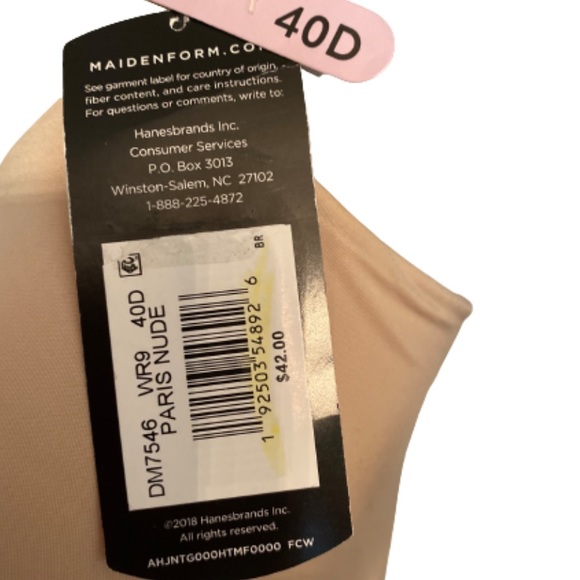 40D
MAIDENFORM.CO
See garment label for country of origin,
fiber content, and care instructions.
For questions or comments, write to:
Hanesbrands Inc.
Consumer Services
P.O. Box 3013
Winston-Salem, NC 27102
1-888-225-4872
BR
DM7546 WR9 40D
PARIS NUDE
1 92503 54892 6
$42.00
©2018 Hanesbrands Inc.
All rights reserved.
AHJNTG000HTMF0000 FCW